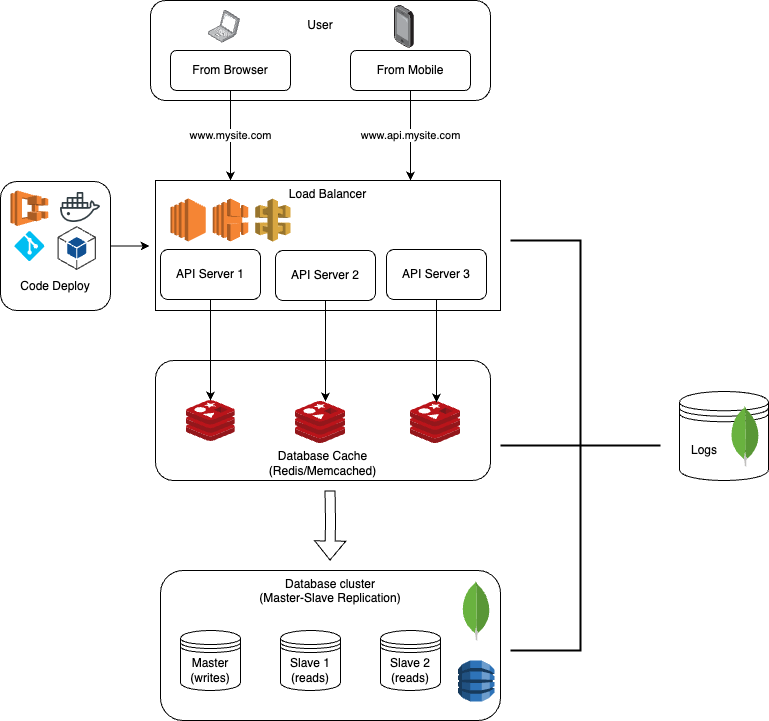 User
From Browser
From Mobile
www.mysite.com
www.api.mysite.com
Load Balancer
Code Deploy
API Server 1
API Server 2
API Server 3
Database Cache
(Redis/Memcached)
Logs
Database cluster
(Master-Slave Replication)
Master
(writes)
Slave 1
(reads)
Slave 2
(reads)